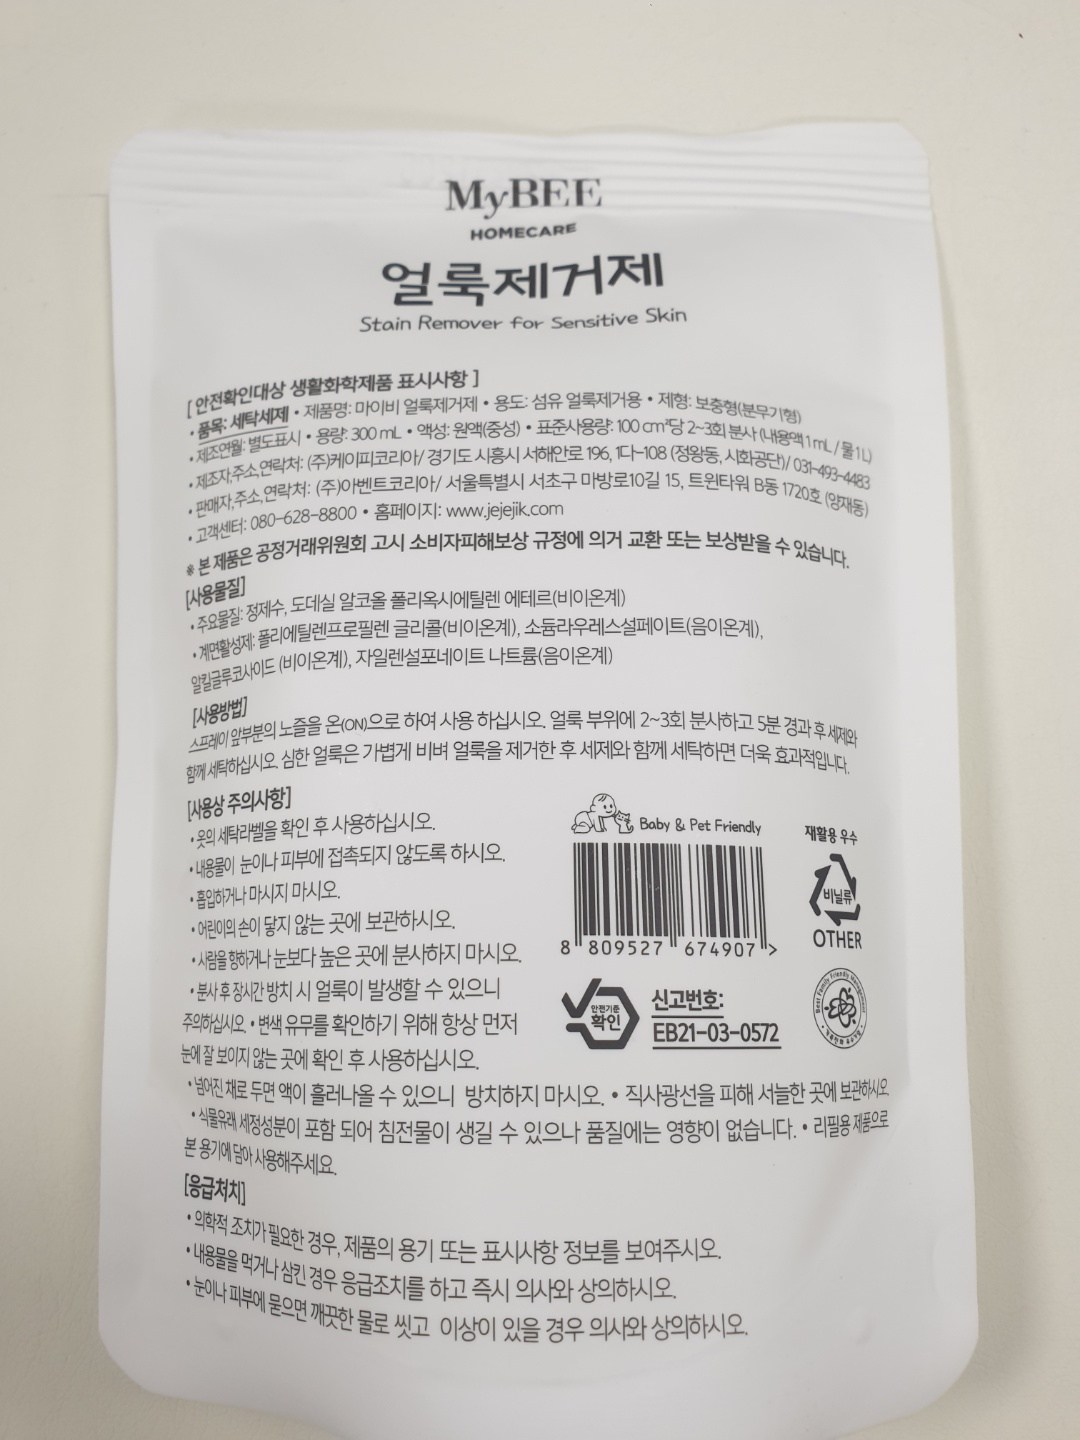 MyBEE
HOMECARE
얼룩제거제
Stain Remover for Sensitive Skin
[ 안전확인대상 생활화학제품 표시사항 ]
• 품목: 세탁세제 • 제품명: 마이비 얼룩제거제 • 용도: 섬유 얼룩제거용 • 제형: 보충형(분무기형)
• 제조연월: 별도표시 • 용량: 300 mL • 액성: 원액(중성) • 표준사용량: 100 cm²당 2~3회 분사 (내용액 1 mL / 물 1 L)
• 제조자,주소,연락처: (주)케이피코리아/ 경기도 시흥시 서해안로 196, 1다-108 (정왕동, 시화공단)/ 031-493-4483
• 판매자,주소,연락처: (주)아벤트코리아/ 서울특별시 서초구 마방로10길 15, 트윈타워 B동 1720호 (양재동)
• 고객센터: 080-628-8800 • 홈페이지: www.jejejik.com
※ 본 제품은 공정거래위원회 고시 소비자피해보상 규정에 의거 교환 또는 보상받을 수 있습니다.
[사용물질]
• 주요물질: 정제수, 도데실 알코올 폴리옥시에틸렌 에테르(비이온계)
• 계면활성제: 폴리에틸렌프로필렌 글리콜(비이온계), 소듐라우레스설페이트(음이온계),
알킬글루코사이드 (비이온계), 자일렌설포네이트 나트륨(음이온계)
[사용방법]
스프레이 앞부분의 노즐을 온(ON)으로 하여 사용 하십시오. 얼룩 부위에 2~3회 분사하고 5분 경과 후 세제와
함께 세탁하십시오. 심한 얼룩은 가볍게 비벼 얼룩을 제거한 후 세제와 함께 세탁하면 더욱 효과적입니다.
[사용상 주의사항]
• 옷의 세탁라벨을 확인 후 사용하십시오.
• 내용물이 눈이나 피부에 접촉되지 않도록 하시오.
• 흡입하거나 마시지 마시오.
• 어린이의 손이 닿지 않는 곳에 보관하시오.
• 사람을 향하거나 눈보다 높은 곳에 분사하지 마시오.
• 분사 후 장시간 방치 시 얼룩이 발생할 수 있으니
주의하십시오. • 변색 유무를 확인하기 위해 항상 먼저
눈에 잘 보이지 않는 곳에 확인 후 사용하십시오.
• 넘어진 채로 두면 액이 흘러나올 수 있으니 방치하지 마시오. • 직사광선을 피해 서늘한 곳에 보관하시오.
• 식물유래 세정성분이 포함 되어 침전물이 생길 수 있으나 품질에는 영향이 없습니다. • 리필용 제품으로
본 용기에 담아 사용해주세요.
Baby & Pet Friendly
8 809527 674907 >
재활용 우수
비닐류
OTHER
안전기준
확인
신고번호:
EB21-03-0572
Best Family Friendly Management
[응급처치]
• 의학적 조치가 필요한 경우, 제품의 용기 또는 표시사항 정보를 보여주시오.
• 내용물을 먹거나 삼킨 경우 응급조치를 하고 즉시 의사와 상의하시오.
• 눈이나 피부에 묻으면 깨끗한 물로 씻고 이상이 있을 경우 의사와 상의하시오.